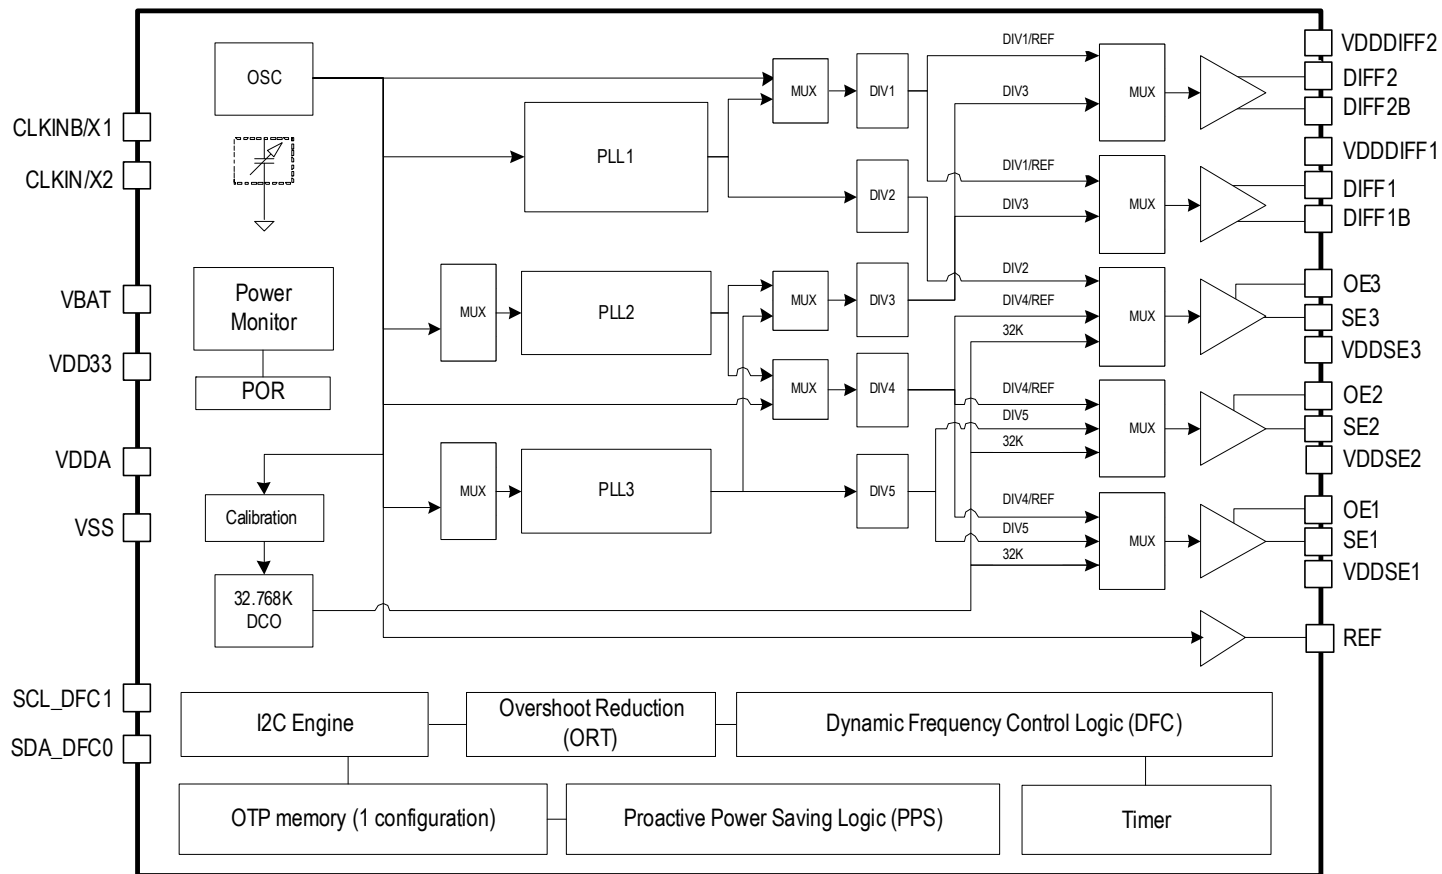 CLKINB/X1
CLKIN/X2
VBAT
VDD33
VDDA
VSS
SCL_DFC1
SDA_DFC0
OSC
Power
Monitor
POR
Calibration
32.768K
DCO
PLL1
MUX
PLL2
MUX
PLL3
MUX
DIV1
DIV2
MUX
DIV3
MUX
DIV4
DIV5
DIV1/REF
DIV3
MUX
DIV1/REF
DIV3
MUX
DIV2
DIV4/REF
32K
MUX
DIV4/REF
DIV5
32K
MUX
DIV4/REF
DIV5
32K
MUX
VDDDIFF2
DIFF2
DIFF2B
VDDDIFF1
DIFF1
DIFF1B
OE3
SE3
VDDSE3
OE2
SE2
VDDSE2
OE1
SE1
VDDSE1
REF
I2C Engine
Overshoot Reduction
(ORT)
Dynamic Frequency Control Logic (DFC)
OTP memory (1 configuration)
Proactive Power Saving Logic (PPS)
Timer